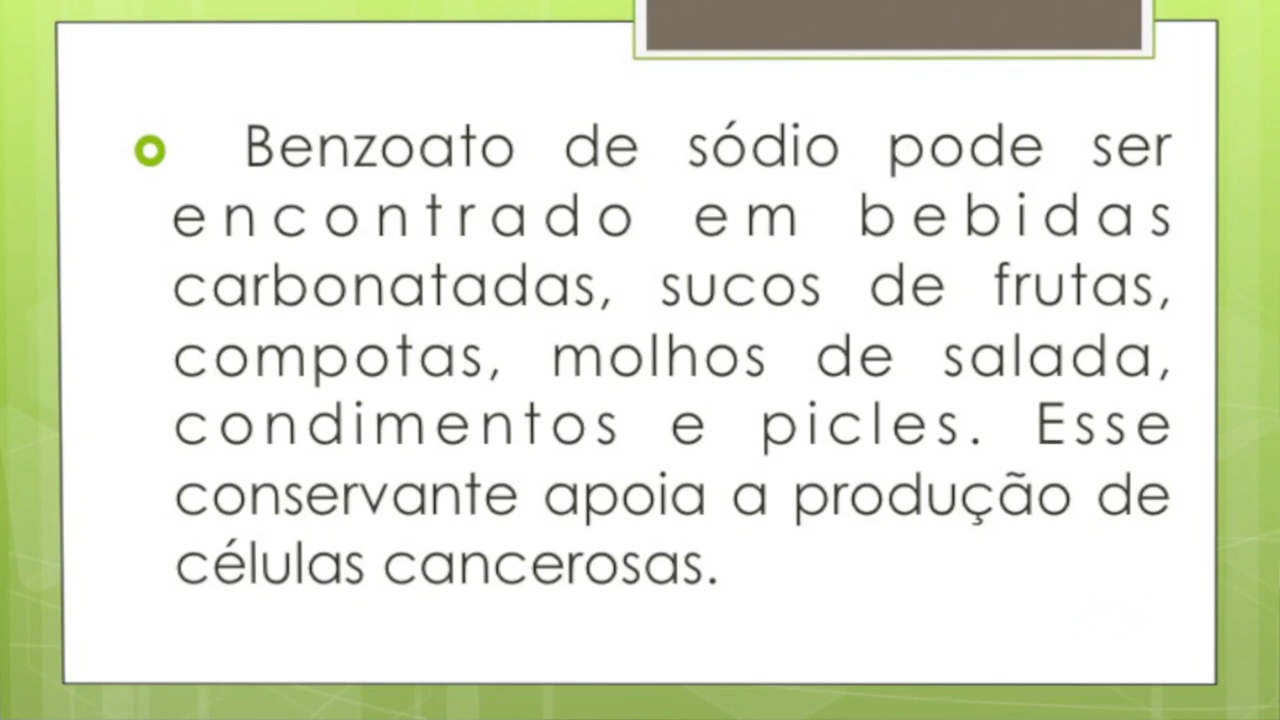 Benzoato de sódio pode ser
encontrado em bebidas
carbonatadas, sucos de frutas,
compotas, molhos de salada,
condimentos e picles. Esse
conservante apoia a produção de
células cancerosas.